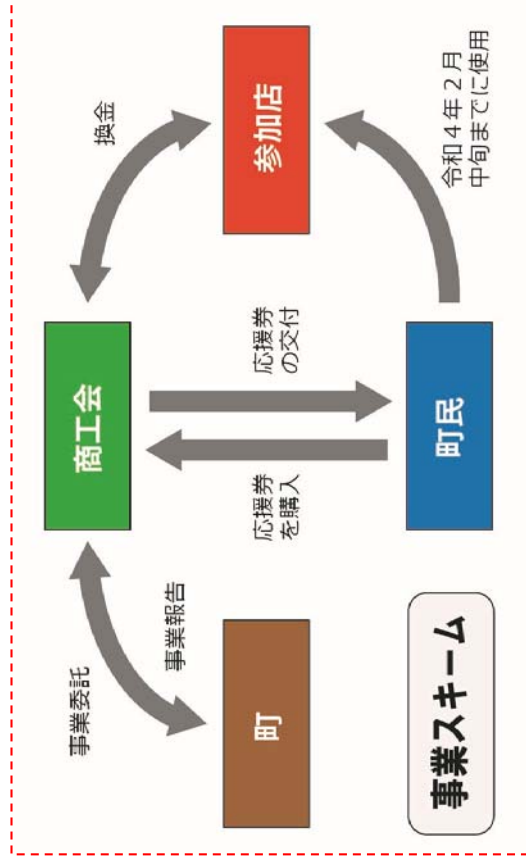 事業スキーム
町
事業委託
事業報告
商工会
応援券
を購入
応援券
の交付
町民
換金
参加店
令和４年２月
中旬までに使用